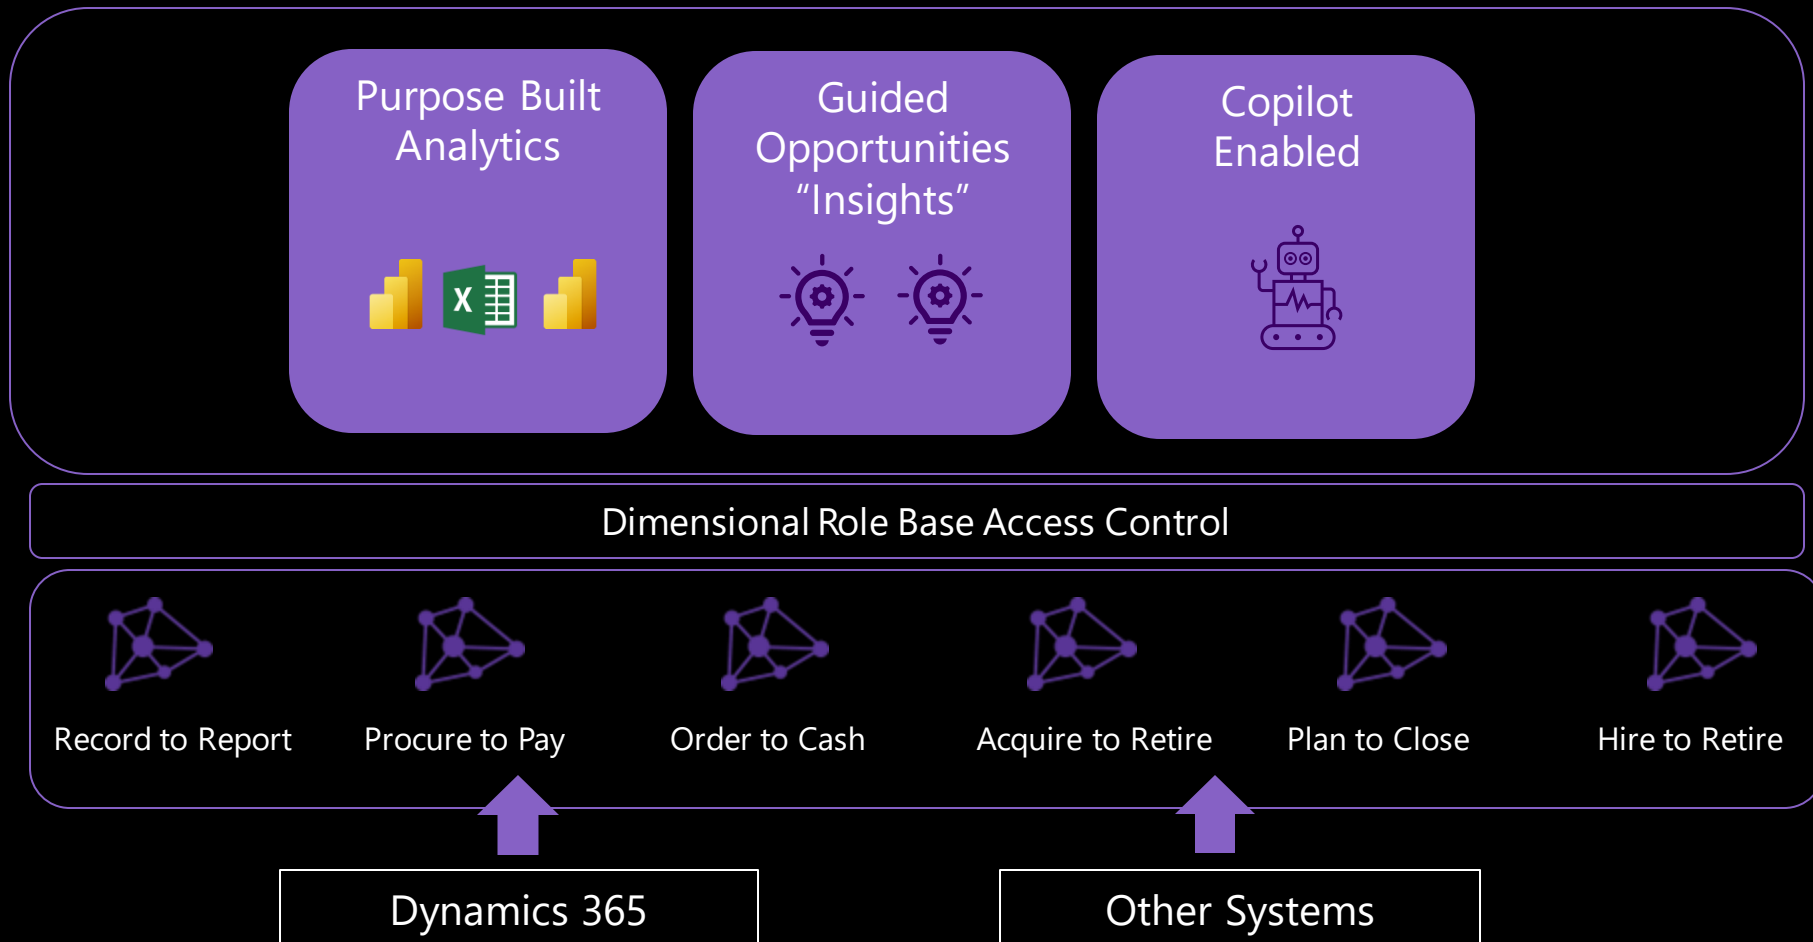 Purpose Built
Analytics
Guided
Opportunities
“Insights”
Copilot
Enabled
X
Dimensional Role Base Access Control
Record to Report
Procure to Pay
Order to Cash
Acquire to Retire
Plan to Close
Hire to Retire
Dynamics 365
Other Systems